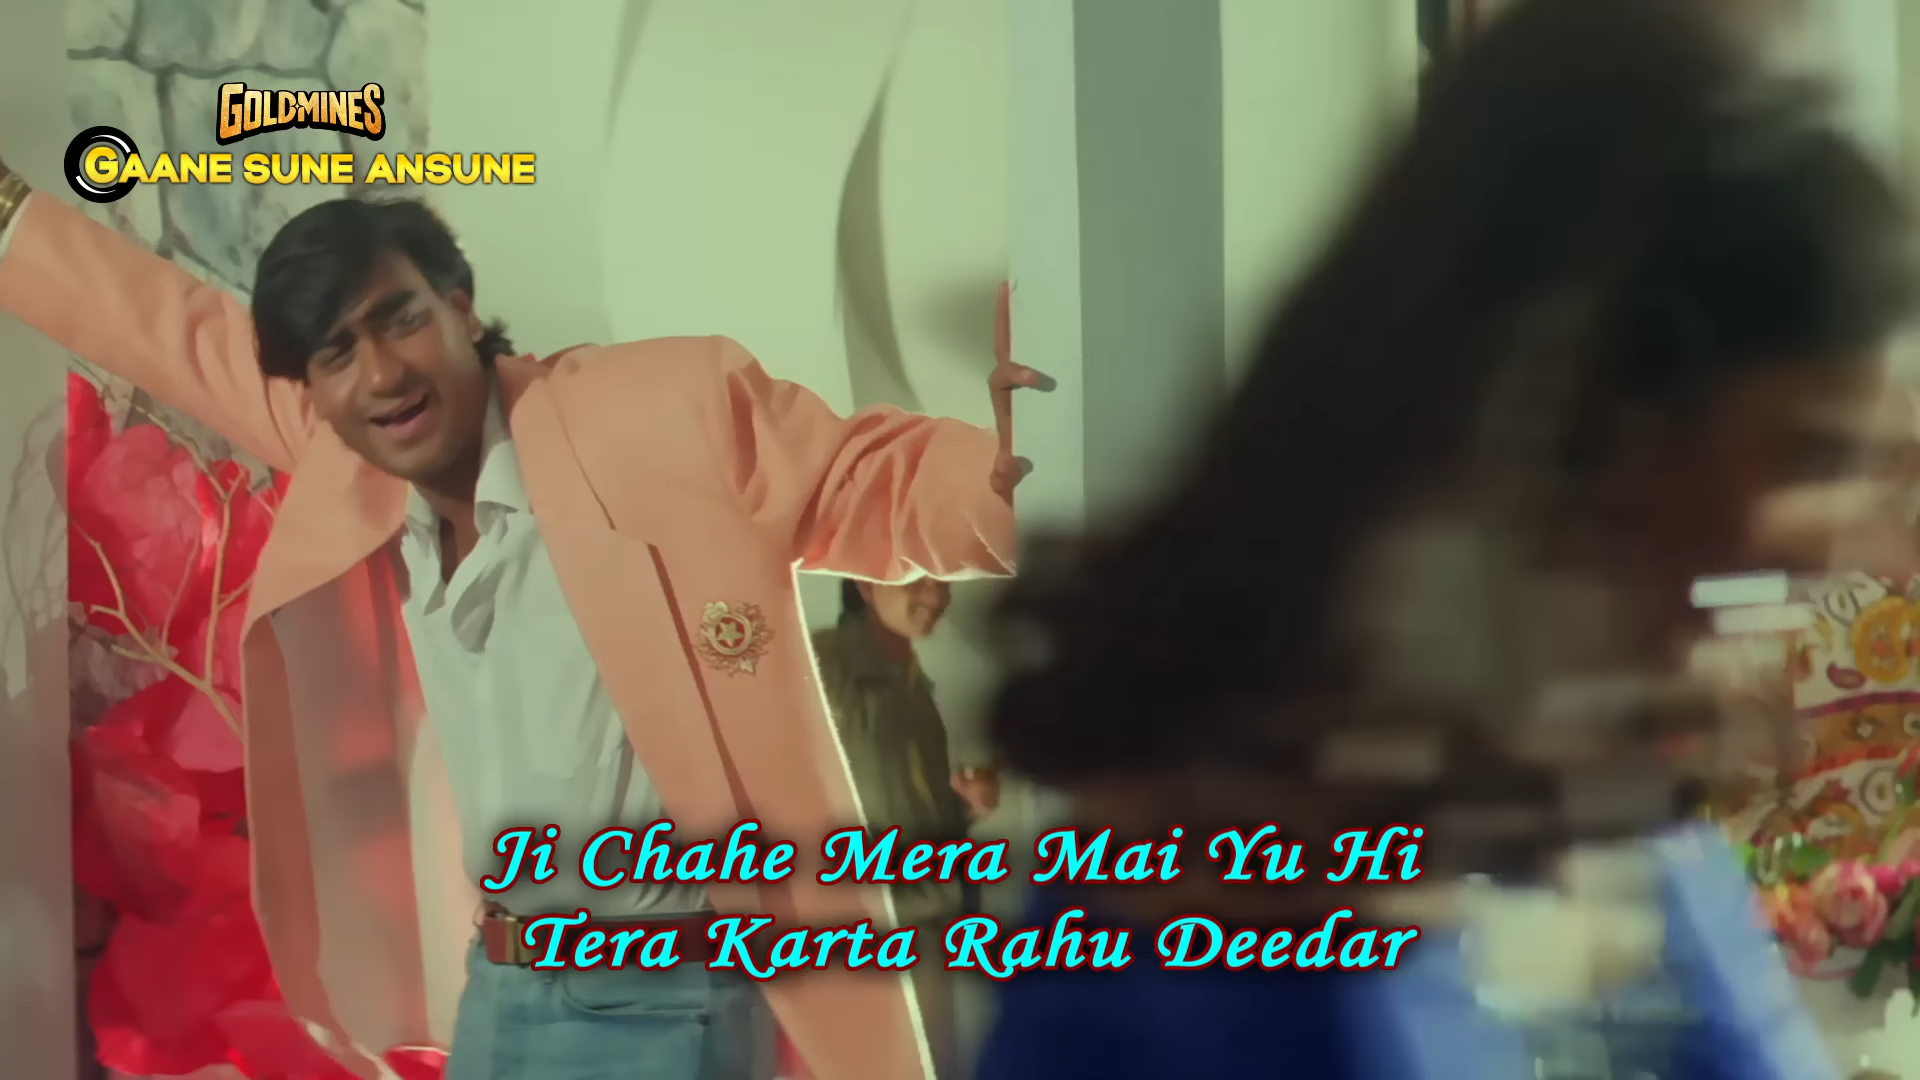 GOLDMINES
GAANE SUNE ANSUNE
Ji Chahe Mera Mai Yu Hi
Tera Karta Rahu Deedar